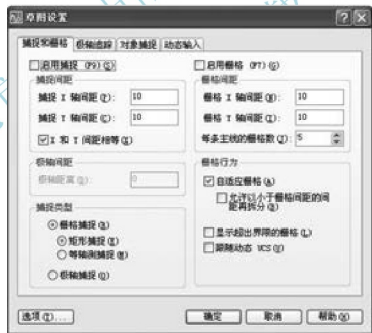 草图设置
捕捉和栅格 极轴追踪 对象捕捉 动态输入
启用捕捉 (F9)(S)
捕捉间距
捕捉 X 轴间距(P): 10
捕捉 Y 轴间距(C): 10
X 和 Y 间距相等(X)
极轴间距
极轴距离(D): 0
捕捉类型
栅格捕捉(R)
矩形捕捉(E)
等轴测捕捉(M)
极轴捕捉(O)
启用栅格 (F7)(G)
栅格间距
栅格 X 轴间距(N): 10
栅格 Y 轴间距(I): 10
每条主线的栅格数(J): 5
栅格行为
自适应栅格(A)
允许以小于栅格间距的间
距再拆分(B)
显示超出界限的栅格(L)
跟随动态 UCS(U)
选项(T)... 确定 取消 帮助(H)